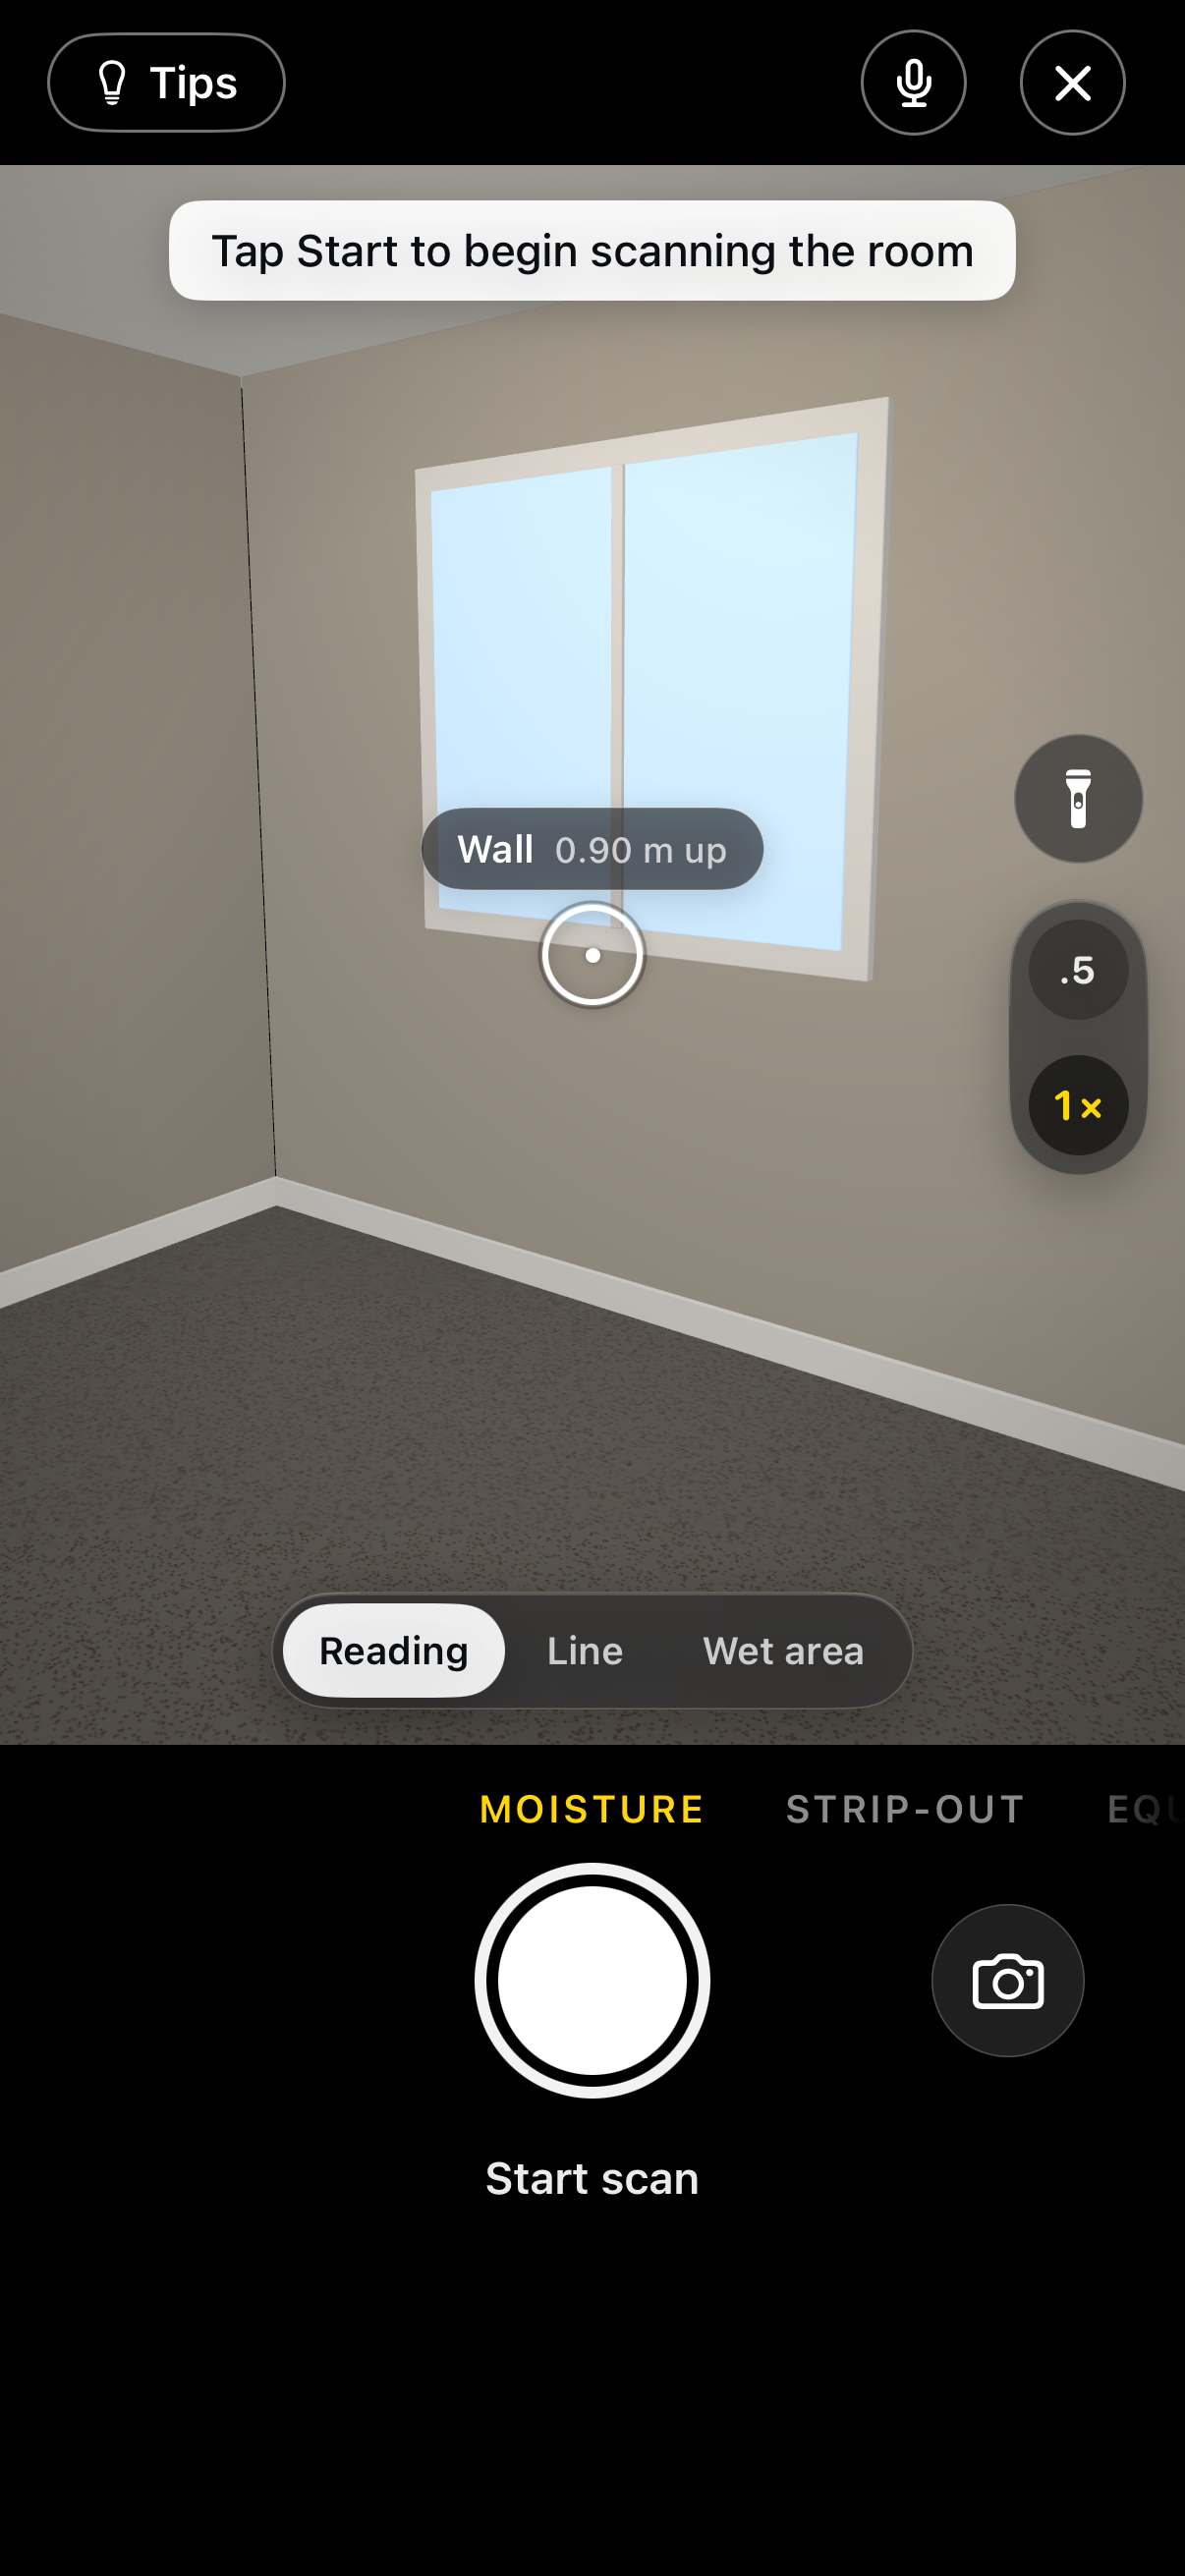 Tips
Tap Start to begin scanning the room
Wall 0.90 m up
.5
1×
Reading Line Wet area
MOISTURE STRIP-OUT EQU
Start scan